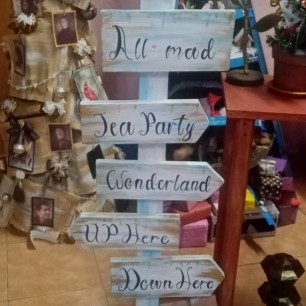 All-mad
Tea Party
Wonderland
UP Here
Down Here